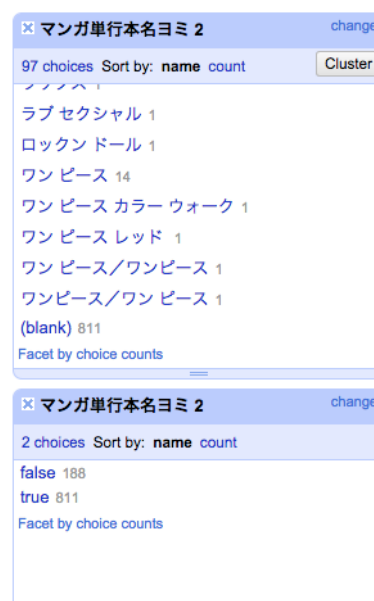 マンガ単行本名ヨミ 2 change
97 choices Sort by: name count Cluster
ラブ セクシャル 1
ロックン ドール 1
ワン ピース 14
ワン ピース カラー ウォーク 1
ワン ピース レッド 1
ワン ピース／ワンピース 1
ワンピース／ワン ピース 1
(blank) 811
Facet by choice counts
マンガ単行本名ヨミ 2 change
2 choices Sort by: name count
false 188
true 811
Facet by choice counts